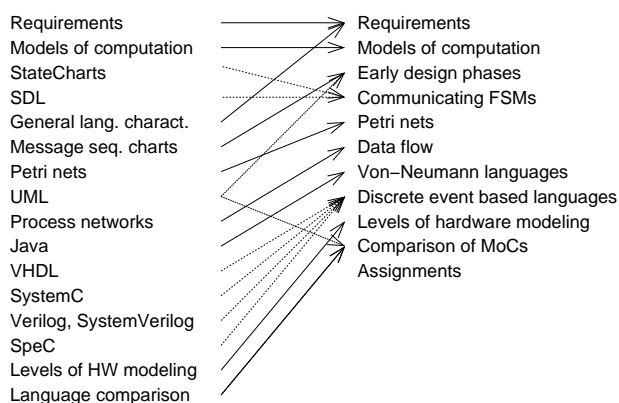 Requirements
Models of computation
StateCharts
SDL
General lang. charact.
Message seq. charts
Petri nets
UML
Process networks
Java
VHDL
SystemC
Verilog, SystemVerilog
SpeC
Levels of HW modeling
Language comparison
Requirements
Models of computation
Early design phases
Communicating FSMs
Petri nets
Data flow
Von−Neumann languages
Discrete event based languages
Levels of hardware modeling
Comparison of MoCs
Assignments